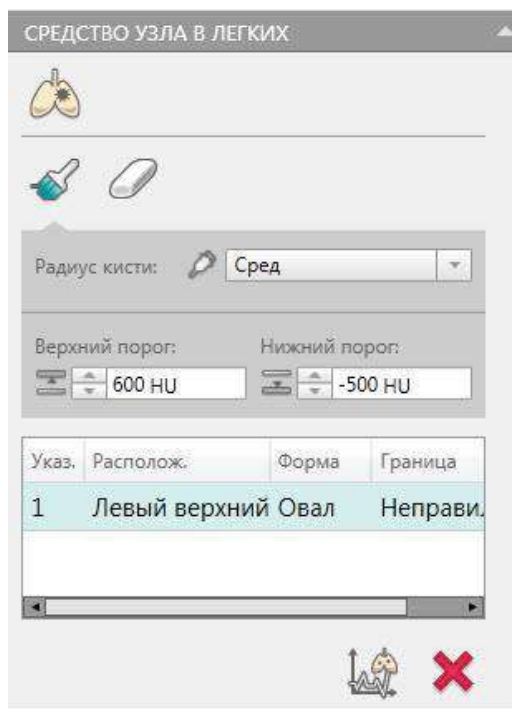 СРЕДСТВО УЗЛА В ЛЕГКИХ
Радиус кисти: Сред
Верхний порог: Нижний порог:
600 HU -500 HU
Указ. Располож. Форма Граница
1 Левый верхний Овал Неправил